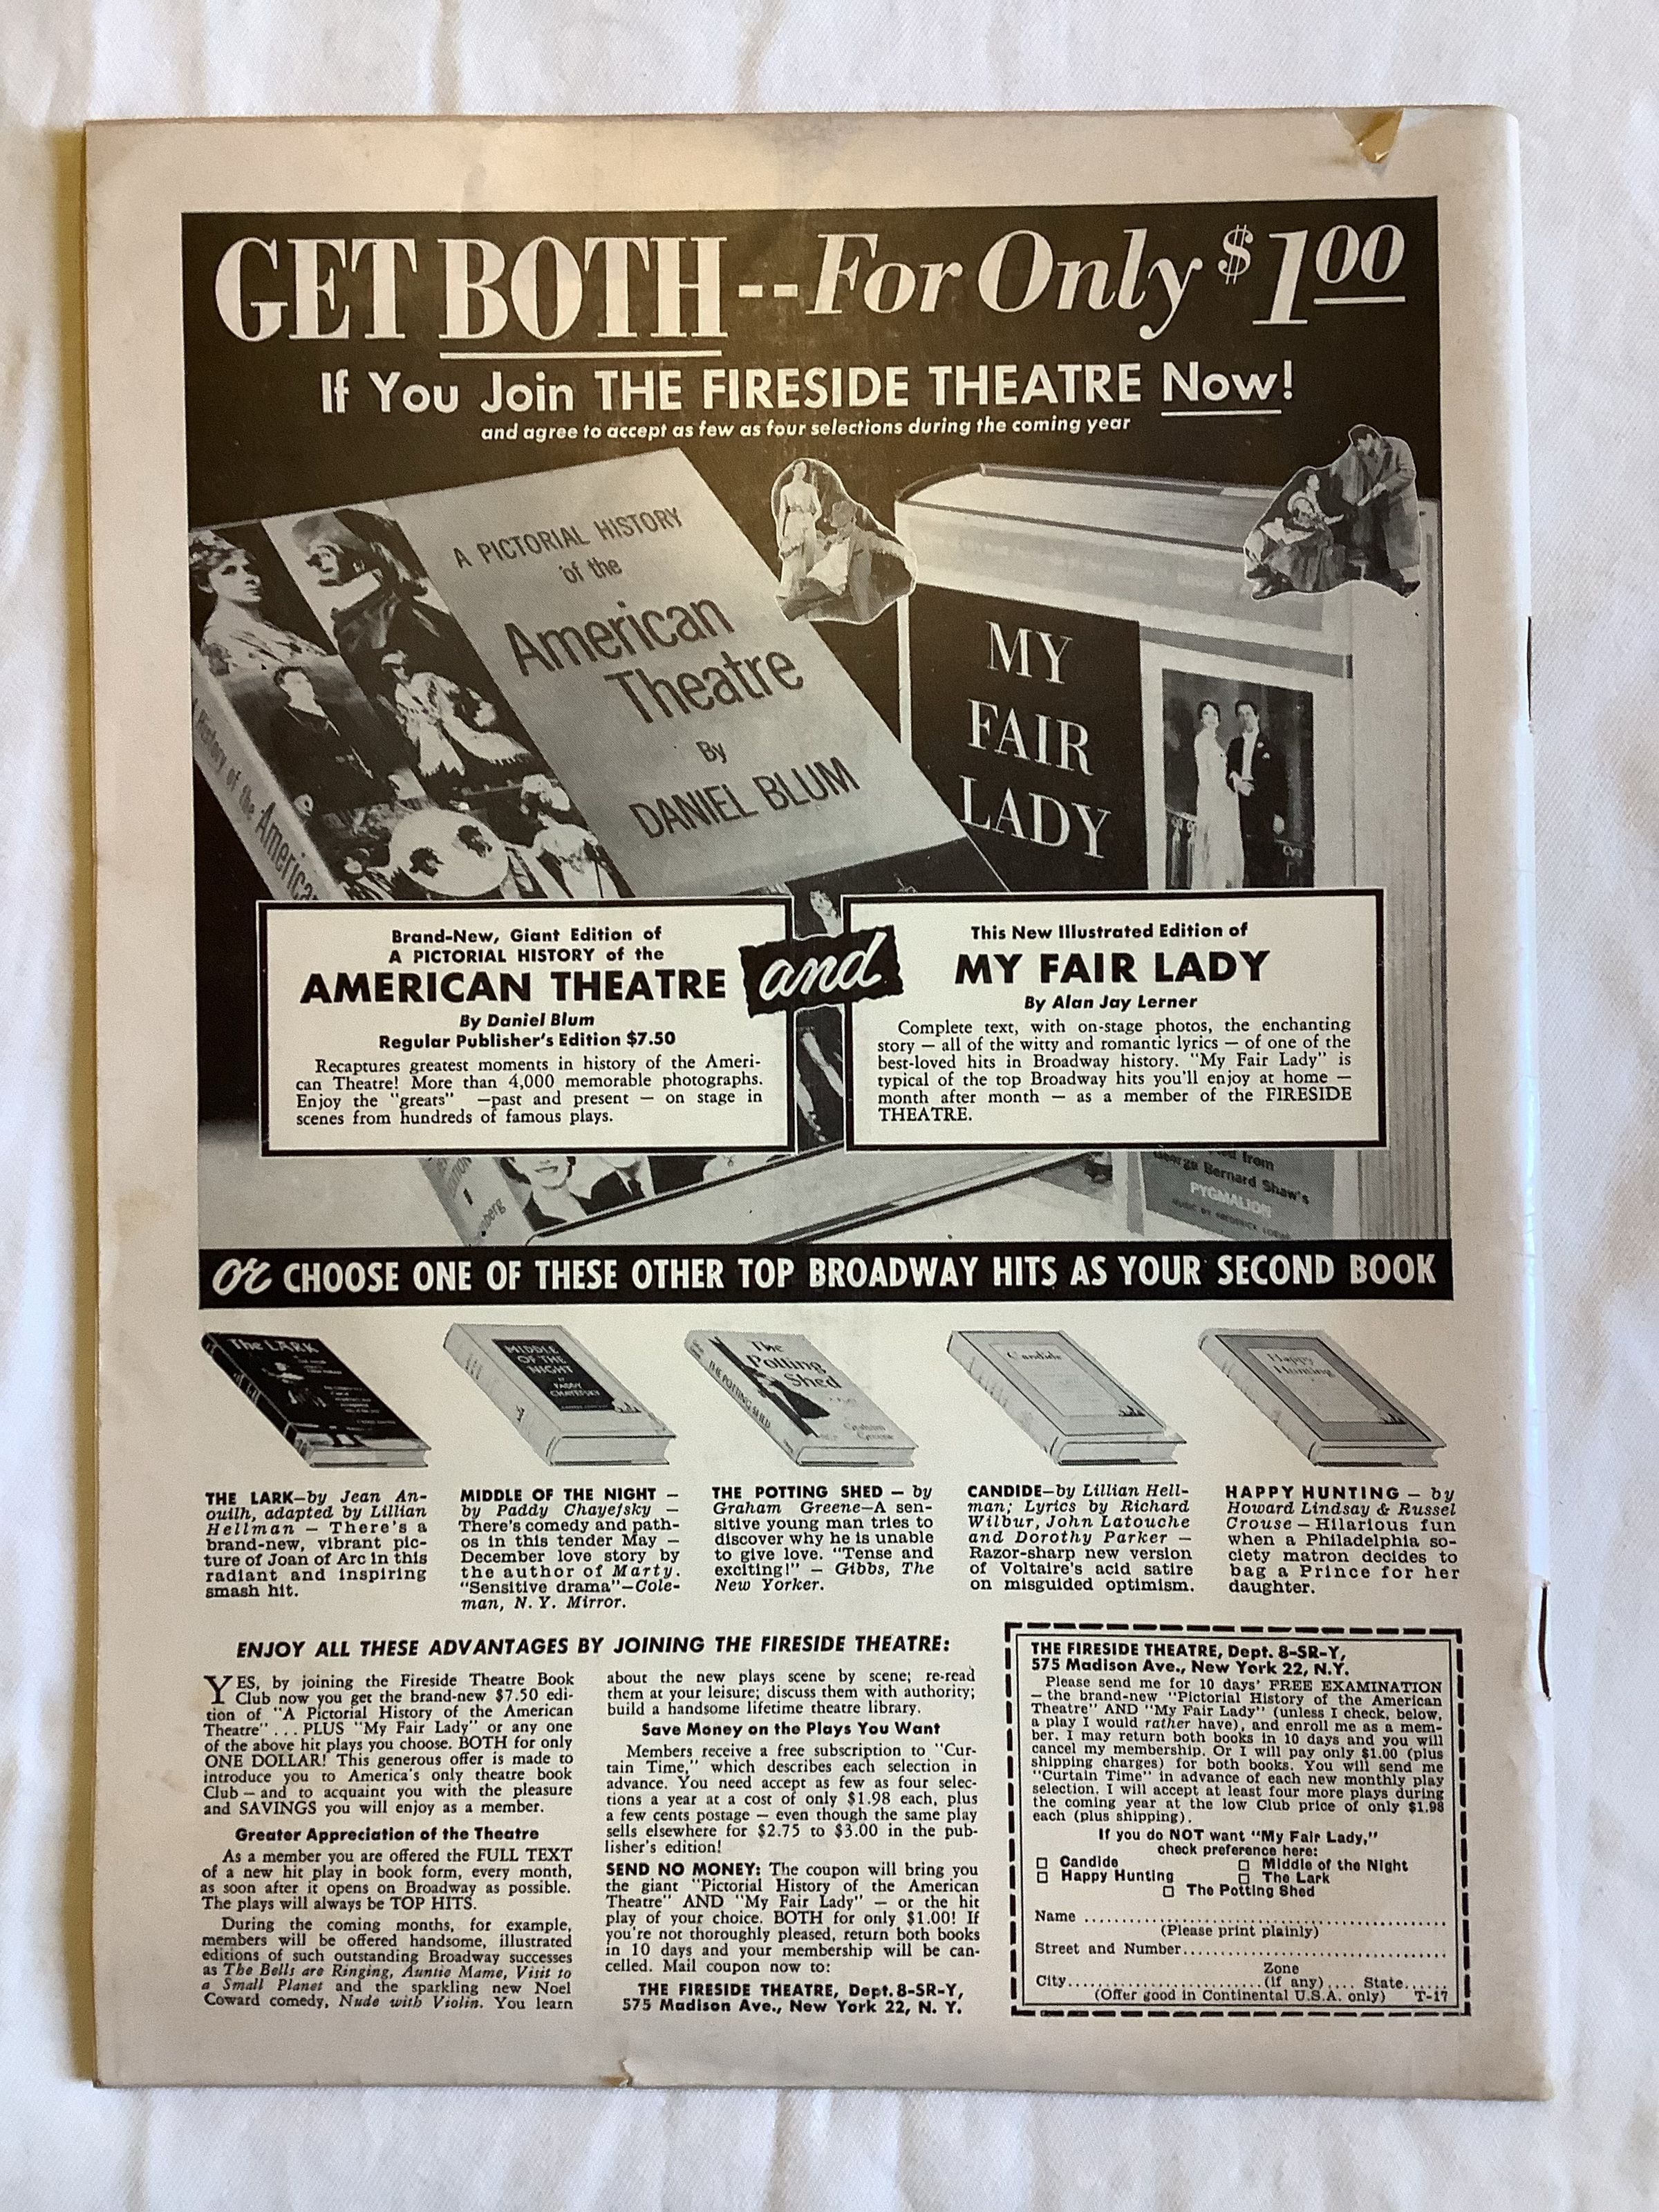 GET BOTH--For Only $1.00
If You Join THE FIRESIDE THEATRE Now!
and agree to accept as few as four selections during the coming year
A PICTORIAL HISTORY
of the
American
Theatre
By
DANIEL BLUM
History of the America
MY
FAIR
LADY
Brand-New, Giant Edition of
A PICTORIAL HISTORY of the
AMERICAN THEATRE
By Daniel Blum
Regular Publisher's Edition $7.50
Recaptures greatest moments in history of the Ameri-
can Theatre! More than 4,000 memorable photographs.
Enjoy the "greats" —past and present — on stage in
scenes from hundreds of famous plays.
and
This New Illustrated Edition of
MY FAIR LADY
By Alan Jay Lerner
Complete text, with on-stage photos, the enchanting
story — all of the witty and romantic lyrics — of one of the
best-loved hits in Broadway history. "My Fair Lady" is
typical of the top Broadway hits you'll enjoy at home —
month after month — as a member of the FIRESIDE
THEATRE.
from
George Bernard Shaw's
PYGMALION
or CHOOSE ONE OF THESE OTHER TOP BROADWAY HITS AS YOUR SECOND BOOK
The LARK
MIDDLE
OF THE
NIGHT
BY
PADDY
CHAYEFSKY
The
Potting
Shed
Graham
Greene
THE POTTING SHED
Candide
Happy
Hunting
THE LARK—by Jean An-
ouilh, adapted by Lillian
Hellman — There's a
brand-new, vibrant pic-
ture of Joan of Arc in this
radiant and inspiring
smash hit.
MIDDLE OF THE NIGHT —
by Paddy Chayefsky —
There's comedy and path-
os in this tender May —
December love story by
the author of Marty.
"Sensitive drama"—Cole-
man, N. Y. Mirror.
THE POTTING SHED — by
Graham Greene—A sen-
sitive young man tries to
discover why he is unable
to give love. "Tense and
exciting!" — Gibbs, The
New Yorker.
CANDIDE—by Lillian Hell-
man; Lyrics by Richard
Wilbur, John Latouche
and Dorothy Parker —
Razor-sharp new version
of Voltaire's acid satire
on misguided optimism.
HAPPY HUNTING — by
Howard Lindsay & Russel
Crouse — Hilarious fun
when a Philadelphia so-
ciety matron decides to
bag a Prince for her
daughter.
ENJOY ALL THESE ADVANTAGES BY JOINING THE FIRESIDE THEATRE:
YES, by joining the Fireside Theatre Book
Club now you get the brand-new $7.50 edi-
tion of "A Pictorial History of the American
Theatre" . . . PLUS "My Fair Lady" or any one
of the above hit plays you choose. BOTH for only
ONE DOLLAR! This generous offer is made to
introduce you to America's only theatre book
Club — and to acquaint you with the pleasure
and SAVINGS you will enjoy as a member.
Greater Appreciation of the Theatre
As a member you are offered the FULL TEXT
of a new hit play in book form, every month,
as soon after it opens on Broadway as possible.
The plays will always be TOP HITS.
During the coming months, for example,
members will be offered handsome, illustrated
editions of such outstanding Broadway successes
as The Bells are Ringing, Auntie Mame, Visit to
a Small Planet and the sparkling new Noel
Coward comedy, Nude with Violin. You learn
about the new plays scene by scene; re-read
them at your leisure; discuss them with authority;
build a handsome lifetime theatre library.
Save Money on the Plays You Want
Members receive a free subscription to "Cur-
tain Time," which describes each selection in
advance. You need accept as few as four selec-
tions a year at a cost of only $1.98 each, plus
a few cents postage — even though the same play
sells elsewhere for $2.75 to $3.00 in the pub-
lisher's edition!
SEND NO MONEY: The coupon will bring you
the giant "Pictorial History of the American
Theatre" AND "My Fair Lady" — or the hit
play of your choice. BOTH for only $1.00! If
you're not thoroughly pleased, return both books
in 10 days and your membership will be can-
celled. Mail coupon now to:
THE FIRESIDE THEATRE, Dept. 8-SR-Y,
575 Madison Ave., New York 22, N. Y.
THE FIRESIDE THEATRE, Dept. 8-SR-Y,
575 Madison Ave., New York 22, N.Y.
Please send me for 10 days' FREE EXAMINATION
— the brand-new "Pictorial History of the American
Theatre" AND "My Fair Lady" (unless I check, below,
a play I would rather have), and enroll me as a mem-
ber. I may return both books in 10 days and you will
cancel my membership. Or I will pay only $1.00 (plus
shipping charges) for both books. You will send me
"Curtain Time" in advance of each new monthly play
selection. I will accept at least four more plays during
the coming year at the low Club price of only $1.98
each (plus shipping).
If you do NOT want "My Fair Lady,"
check preference here:
□ Candide □ Middle of the Night
□ Happy Hunting □ The Lark
□ The Potting Shed
Name ........................................
(Please print plainly)
Street and Number........................................
Zone
City.............................(if any).... State......
(Offer good in Continental U.S.A. only) T-17